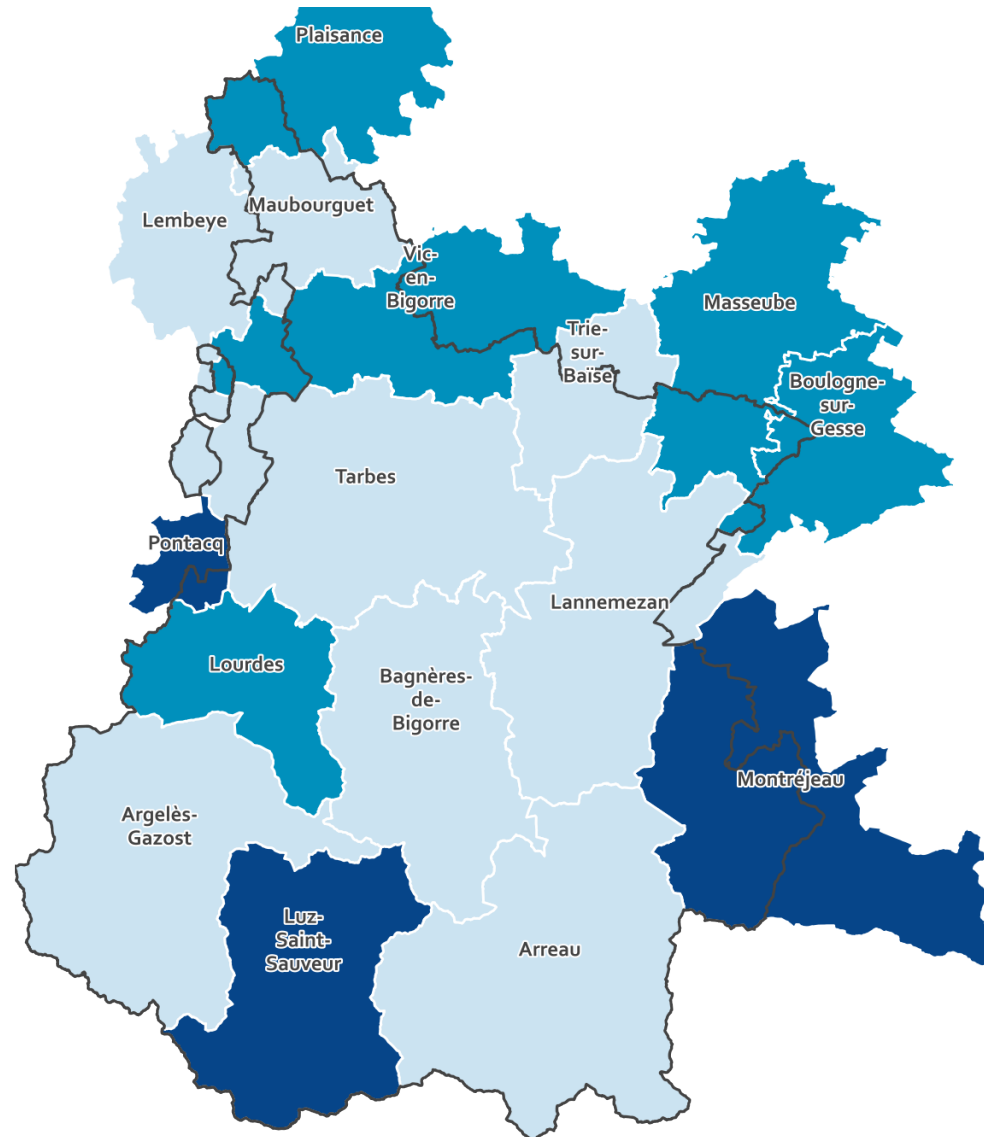 Plaisance
Maubourguet
Lembeye
Vic-
en-
Bigorre
Masseube
Trie-
sur-
Baïse
Boulogne-
sur-
Gesse
Tarbes
Pontacq
Lannemezan
Lourdes
Bagnères-
de-
Bigorre
Montréjeau
Argelès-
Gazost
Luz-
Saint-
Sauveur
Arreau